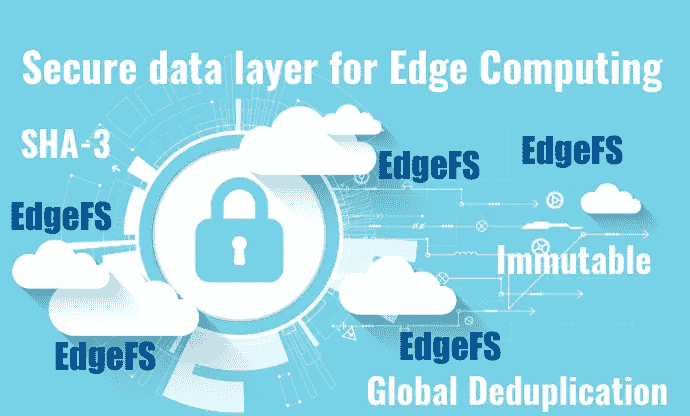 Secure data layer for Edge Computing
SHA-3
EdgeFS
EdgeFS
EdgeFS
Immutable
EdgeFS
EdgeFS
Global Deduplication